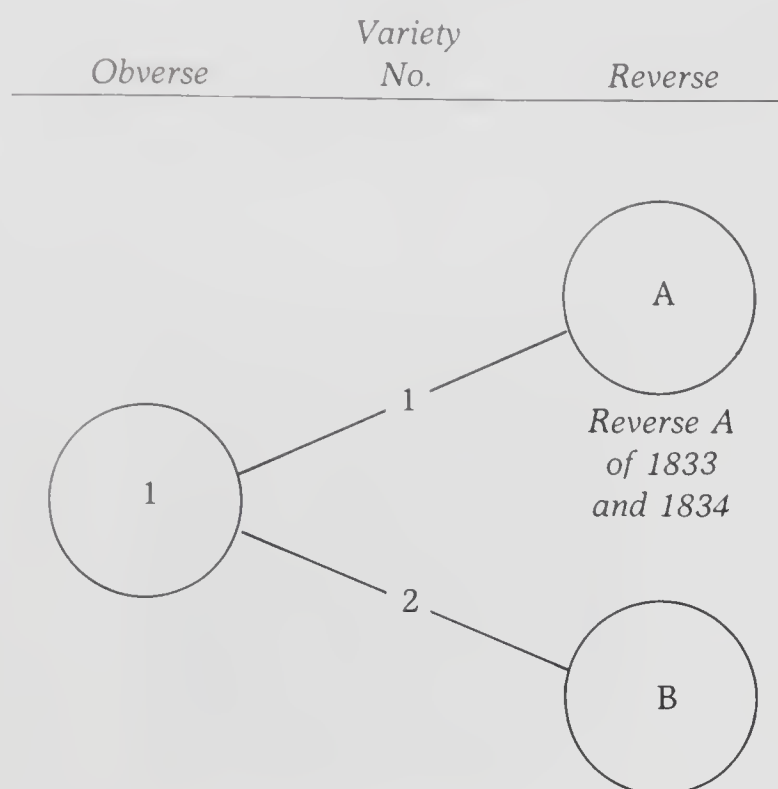 Variety
Obverse No. Reverse
A
1
Reverse A
of 1833
and 1834
1
2
B